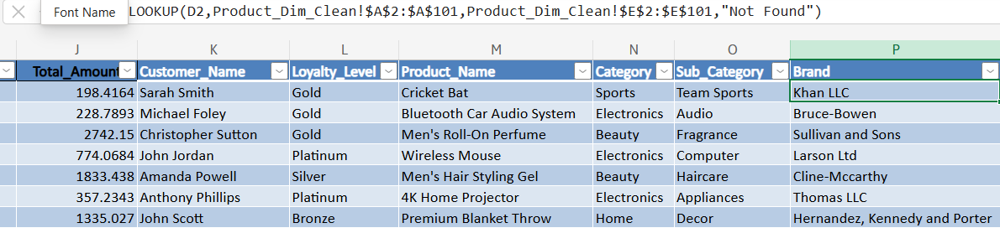 Font Name LOOKUP(D2,Product_Dim_Clean!$A$2:$A$101,Product_Dim_Clean!$E$2:$E$101,"Not Found")
J K L M N O P
Total_Amount Customer_Name Loyalty_Level Product_Name Category Sub_Category Brand
198.4164 Sarah Smith Gold Cricket Bat Sports Team Sports Khan LLC
228.7893 Michael Foley Gold Bluetooth Car Audio System Electronics Audio Bruce-Bowen
2742.15 Christopher Sutton Gold Men's Roll-On Perfume Beauty Fragrance Sullivan and Sons
774.0684 John Jordan Platinum Wireless Mouse Electronics Computer Larson Ltd
1833.438 Amanda Powell Silver Men's Hair Styling Gel Beauty Haircare Cline-Mccarthy
357.2343 Anthony Phillips Platinum 4K Home Projector Electronics Appliances Thomas LLC
1335.027 John Scott Bronze Premium Blanket Throw Home Decor Hernandez, Kennedy and Porter